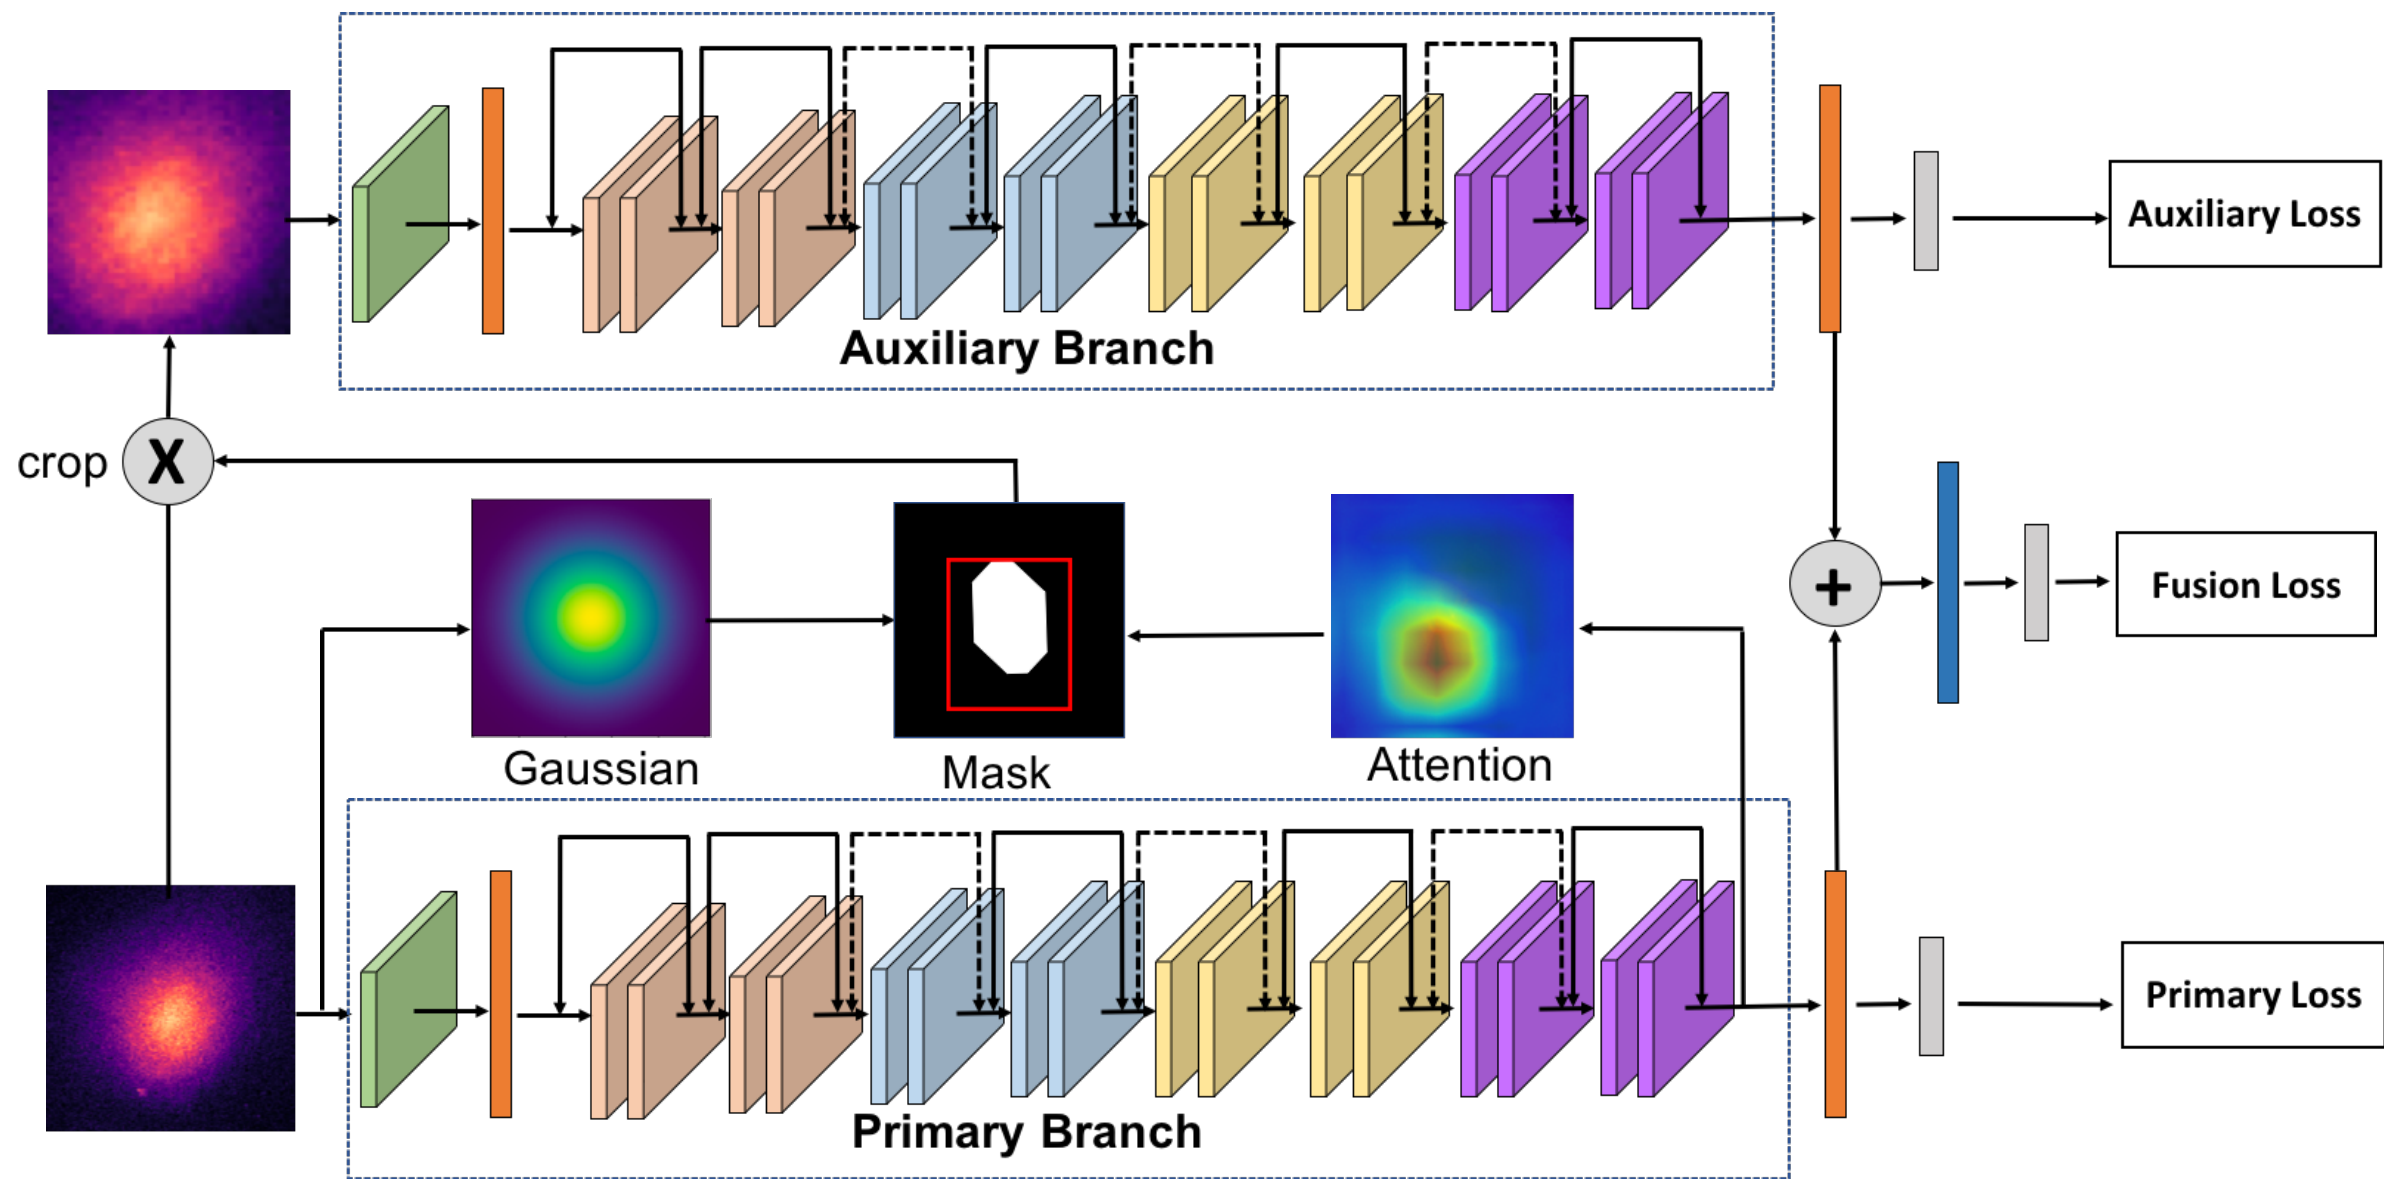 Auxiliary Branch
Auxiliary Loss
crop
X
Gaussian
Mask
Attention
+
Fusion Loss
Primary Branch
Primary Loss